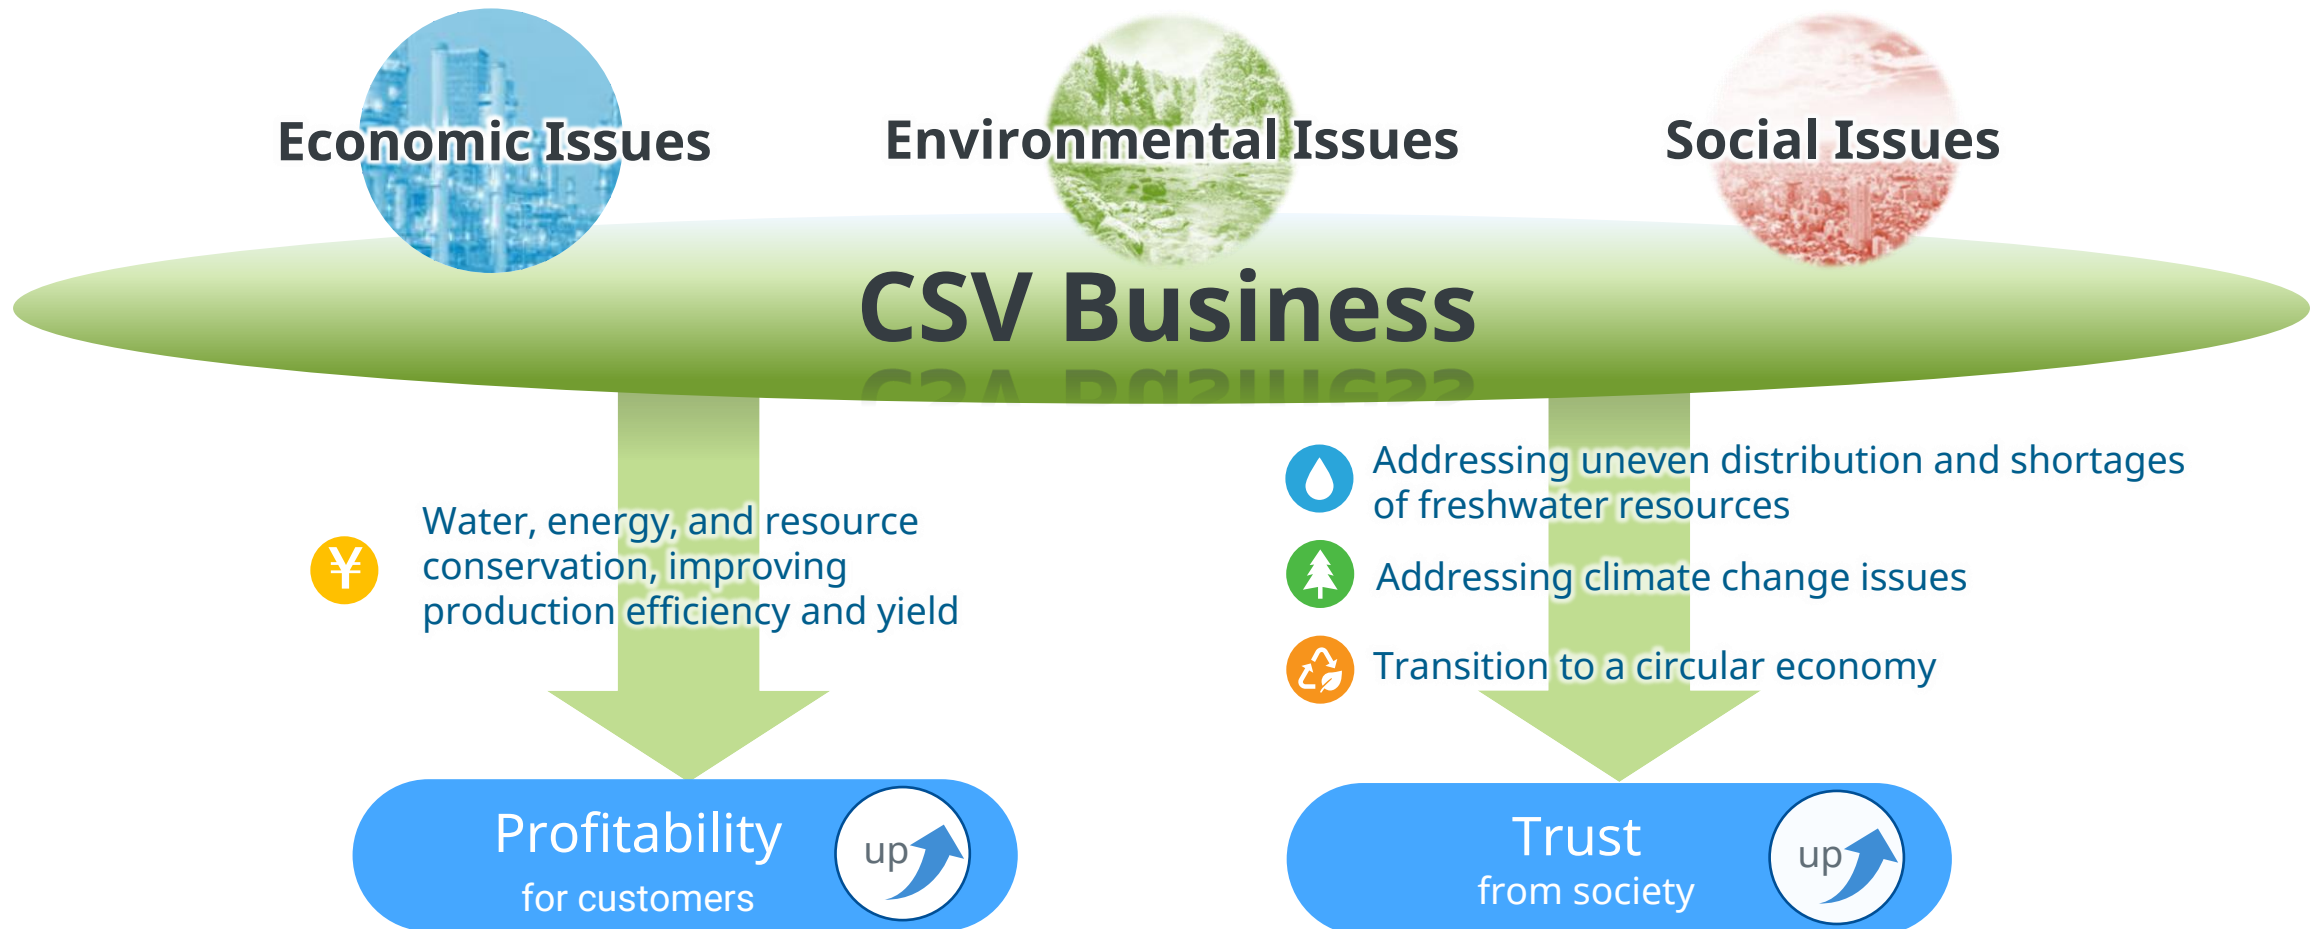 Economic Issues
Environmental Issues
Social Issues
CSV Business
Water, energy, and resource
conservation, improving
production efficiency and yield
Addressing uneven distribution and shortages
of freshwater resources
Addressing climate change issues
Transition to a circular economy
¥
Profitability
for customers
up
Trust
from society
up